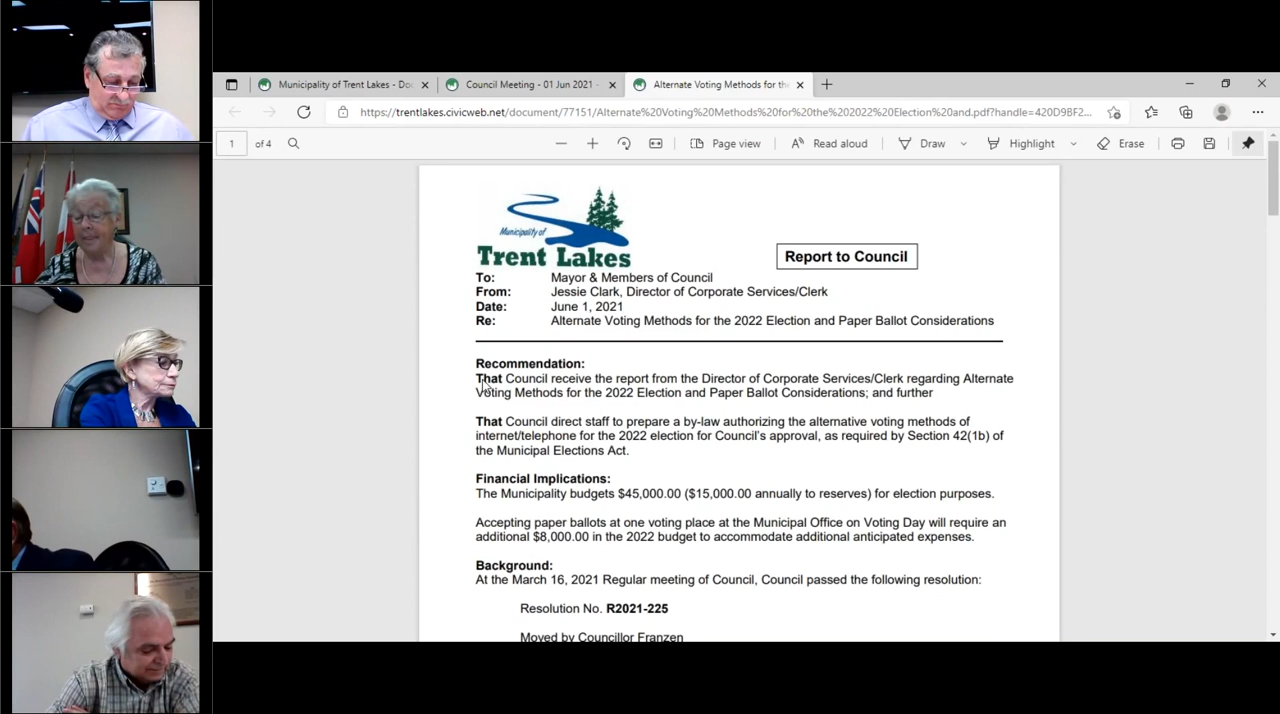 Municipality of Trent Lakes - Do
Council Meeting - 01 Jun 2021 -
Alternate Voting Methods for the
https://trentlakes.civicweb.net/document/77151/Alternate%20Voting%20Methods%20for%20the%202022%20Election%20and.pdf?handle=420D9BF2...
1 of 4
Page view
Read aloud
Draw
Highlight
Erase
Municipality of
Trent Lakes
Report to Council
To: Mayor & Members of Council
From: Jessie Clark, Director of Corporate Services/Clerk
Date: June 1, 2021
Re: Alternate Voting Methods for the 2022 Election and Paper Ballot Considerations
Recommendation:
That Council receive the report from the Director of Corporate Services/Clerk regarding Alternate
Voting Methods for the 2022 Election and Paper Ballot Considerations; and further
That Council direct staff to prepare a by-law authorizing the alternative voting methods of
internet/telephone for the 2022 election for Council's approval, as required by Section 42(1b) of
the Municipal Elections Act.
Financial Implications:
The Municipality budgets $45,000.00 ($15,000.00 annually to reserves) for election purposes.
Accepting paper ballots at one voting place at the Municipal Office on Voting Day will require an
additional $8,000.00 in the 2022 budget to accommodate additional anticipated expenses.
Background:
At the March 16, 2021 Regular meeting of Council, Council passed the following resolution:
Resolution No. R2021-225
Moved by Councillor Franzen